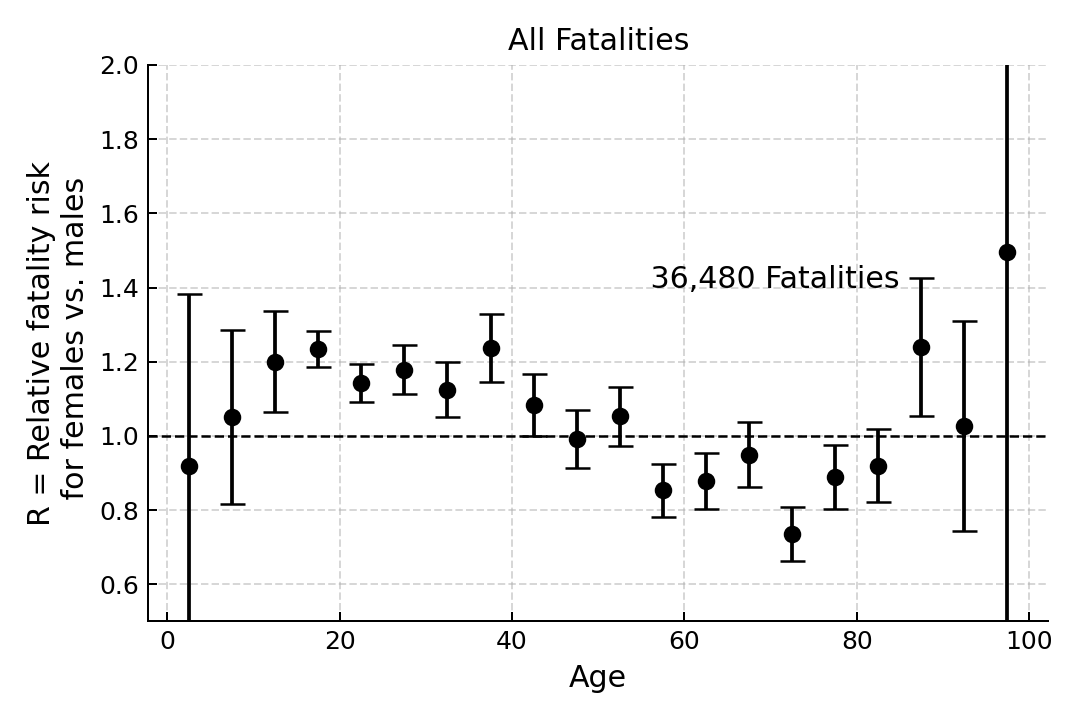 All Fatalities
R = Relative fatality risk
for females vs. males
2.0
1.8
1.6
1.4
1.2
1.0
0.8
0.6
36,480 Fatalities
0
20
40
60
80
100
Age